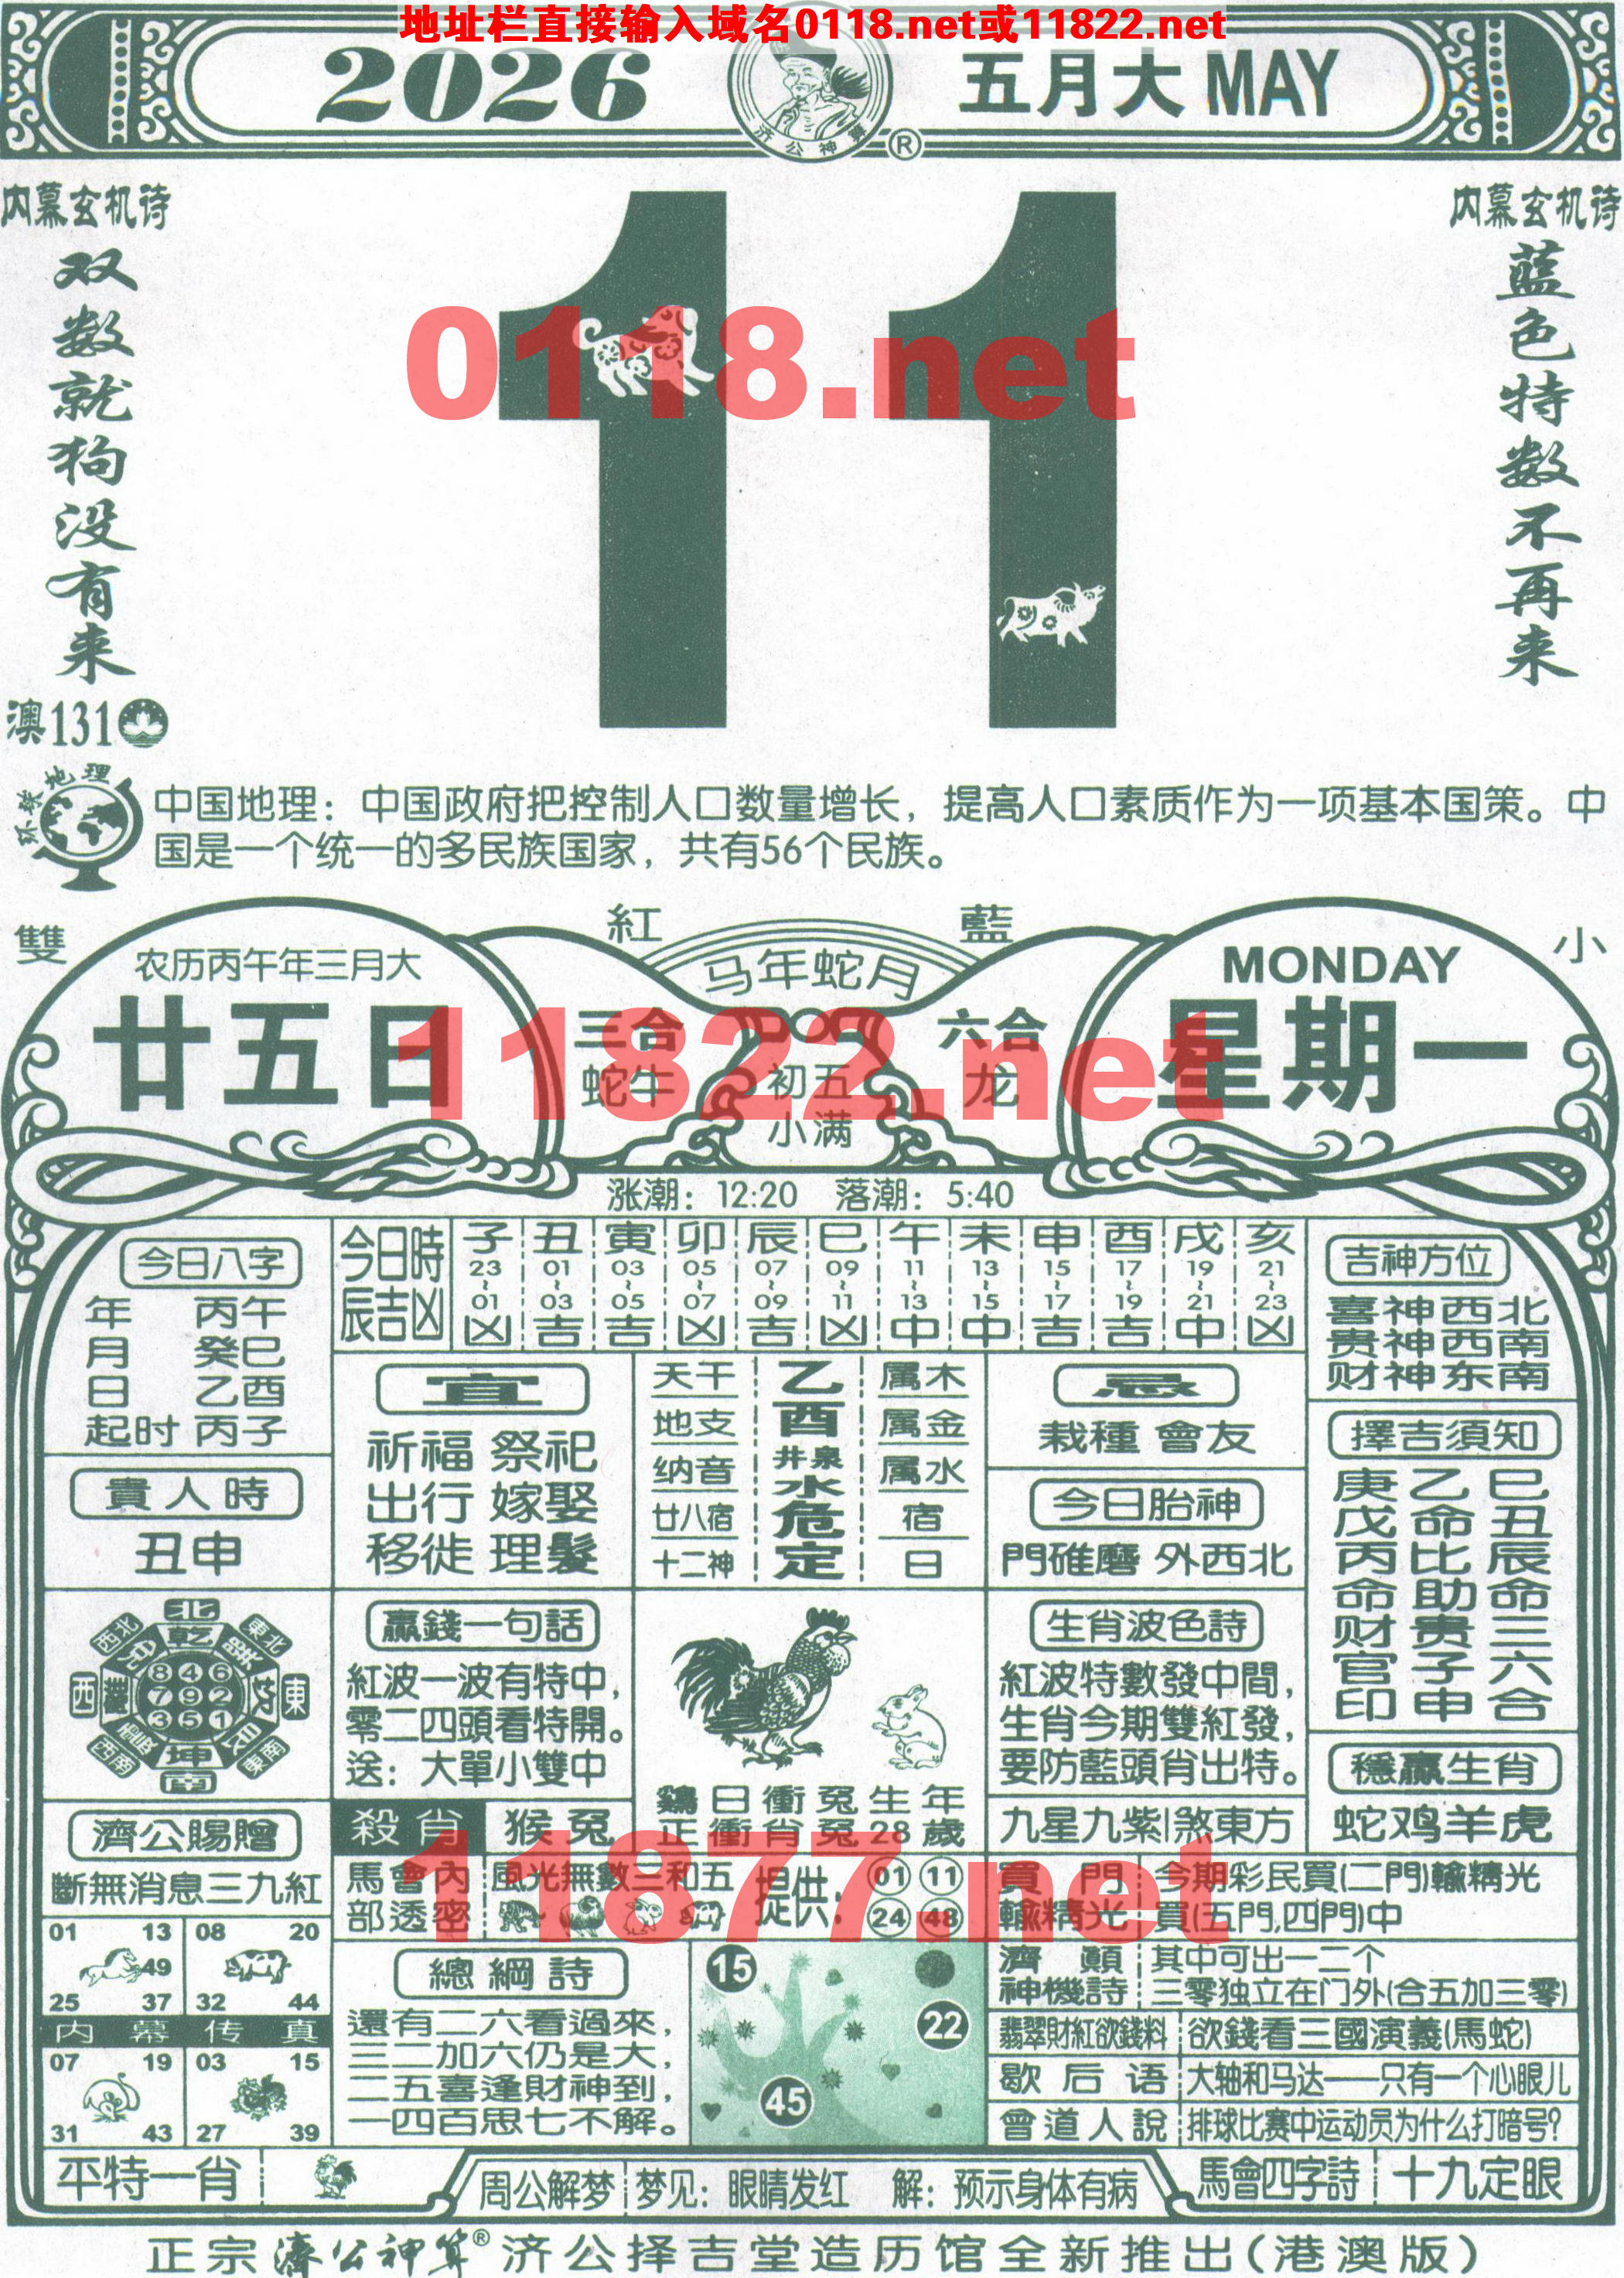 地址栏直接输入域名0118.net或11822.net
2026
济公神算
®
五月大 MAY
内幕玄机诗
双数就狗没有来
内幕玄机诗
蓝色特数不再来
11
0118.net
澳131
环球地理
中国地理：中国政府把控制人口数量增长，提高人口素质作为一项基本国策。中
国是一个统一的多民族国家，共有56个民族。
雙
紅
藍
小
农历丙午年三月大
廿五日
马年蛇月
三合
蛇牛
初五
小满
六合
龙
MONDAY
星期一
11822.net
涨潮：12:20 落潮：5:40
今日八字
年 丙午
月 癸巳
日 乙酉
起时 丙子
貴人時
丑申
今日時
辰吉凶
子 丑 寅 卯 辰 巳 午 未 申 酉 戌 亥
23~01 01~03 03~05 05~07 07~09 09~11 11~13 13~15 15~17 17~19 19~21 21~23
凶 吉 吉 凶 吉 凶 中 中 吉 吉 中 凶
吉神方位
喜神西北
贵神西南
财神东南
宜
祈福 祭祀
出行 嫁娶
移徙 理髮
天干 乙 属木
地支 酉 属金
纳音 井泉水 属水
廿八宿 危 宿
十二神 定 日
忌
栽種 會友
今日胎神
門碓磨 外西北
擇吉須知
庚乙巳
戊命丑
丙比辰
命助命
财贵三
官子六
印申合
北
西北 乾 東北
西 東
8 4 6
7 9 2
3 5 1
西南 坤 東南
南
贏錢一句話
紅波一波有特中，
零二四頭看特開。
送：大單小雙中
鷄日衝兔生年
正衝肖兔28歲
生肖波色詩
紅波特數發中間，
生肖今期雙紅發，
要防藍頭肖出特。
九星九紫 煞東方
穩贏生肖
蛇鸡羊虎
殺肖 猴兔
濟公賜贈
斷無消息三九紅
馬會內
部透密
風光無數三和五
提供：
01 11
24 48
買門
輸精光
今期彩民買(二門)輸精光
買(五門,四門)中
11877.net
01 13
49
25 37
08 20
32 44
内幕传真
07 19
31 43
03 15
27 39
總綱詩
還有二六看過來，
三二加六仍是大，
二五喜逢財神到，
一四百思七不解。
15
22
45
濟顛
神機詩
其中可出一二个
三零独立在门外(合五加三零)
翡翠財紅欲錢料 欲錢看三國演義(馬蛇)
歇后语 大轴和马达——只有一个心眼儿
曾道人說 排球比赛中运动员为什么打暗号?
平特一肖
周公解梦 梦见：眼睛发红 解：预示身体有病
馬會四字詩 十九定眼
正宗濟公神算®济公择吉堂造历馆全新推出(港澳版)